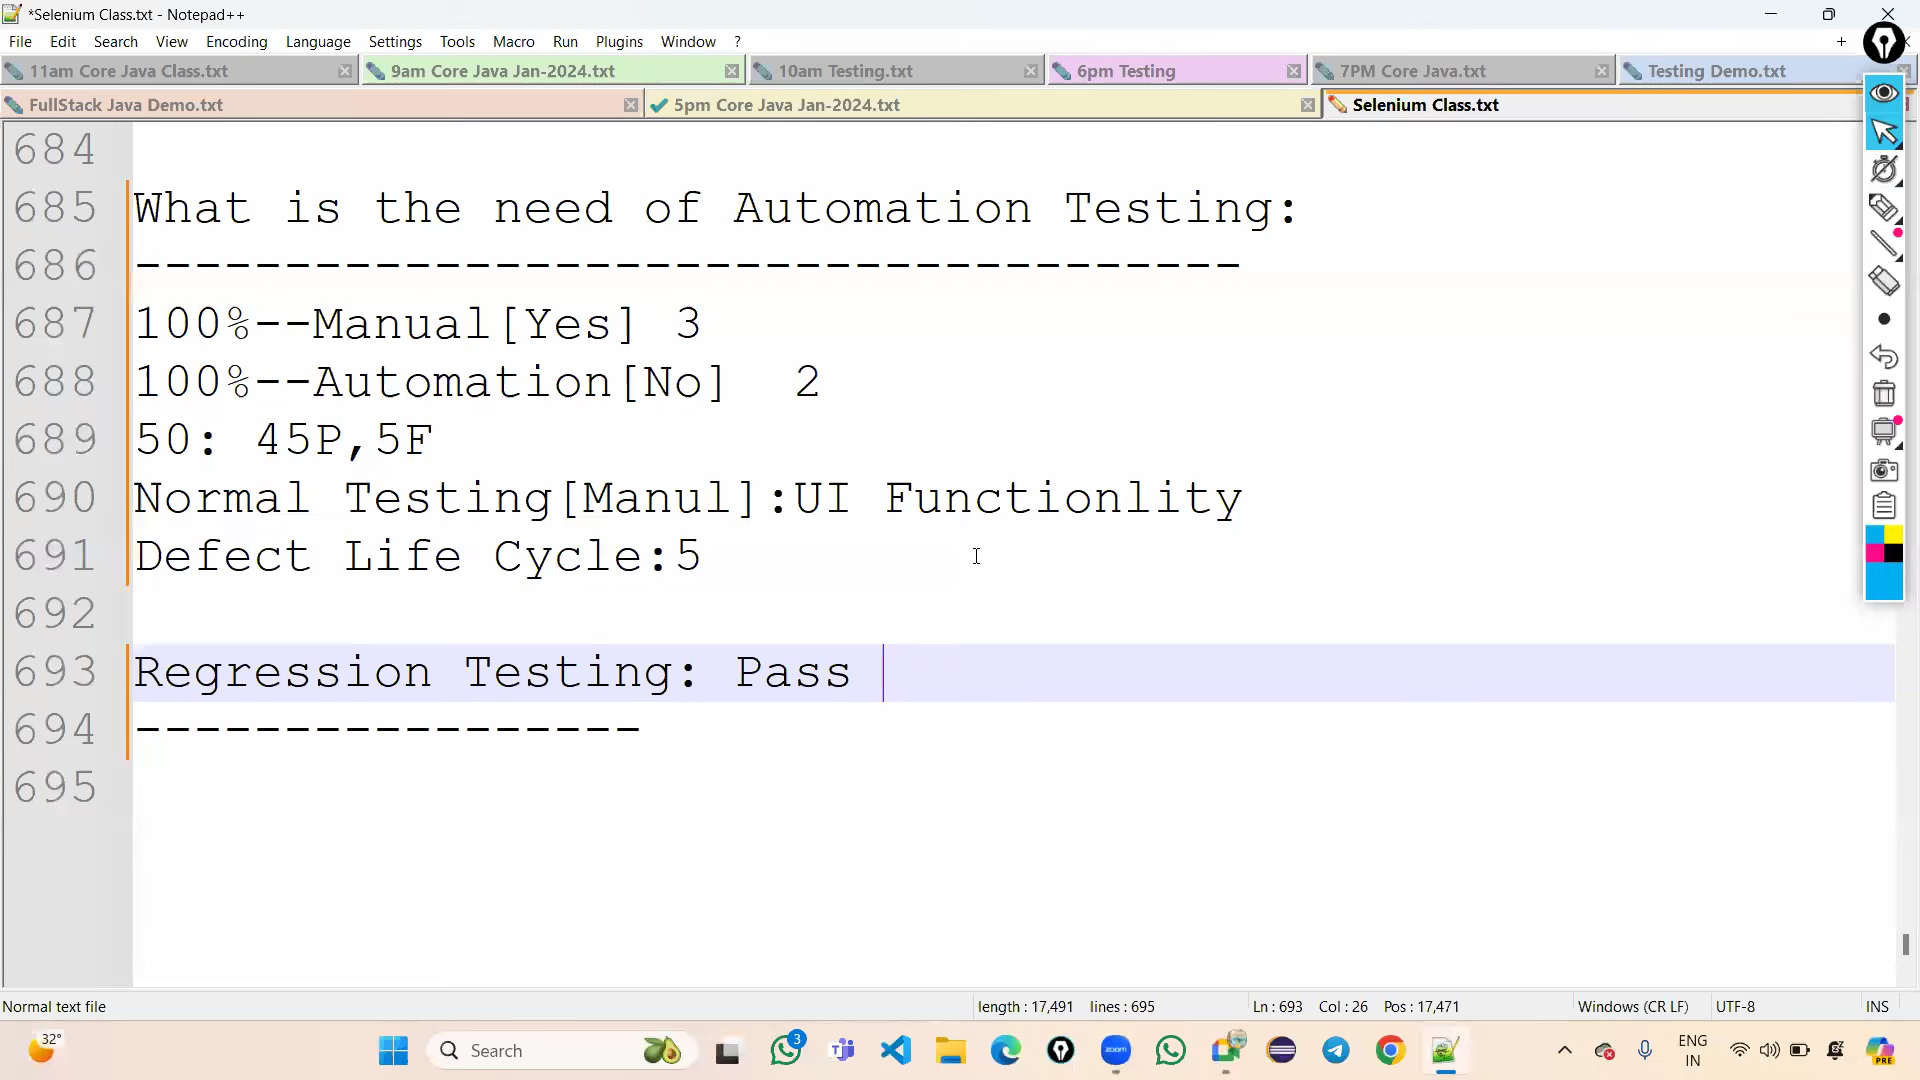 *Selenium Class.txt - Notepad++
File Edit Search View Encoding Language Settings Tools Macro Run Plugins Window ?
11am Core Java Class.txt 9am Core Java Jan-2024.txt 10am Testing.txt 6pm Testing 7PM Core Java.txt Testing Demo.txt
FullStack Java Demo.txt 5pm Core Java Jan-2024.txt Selenium Class.txt
684
685 What is the need of Automation Testing:
686 -------------------------------------
687 100%--Manual[Yes] 3
688 100%--Automation[No] 2
689 50: 45P,5F
690 Normal Testing[Manul]:UI Functionlity
691 Defect Life Cycle:5
692
693 Regression Testing: Pass
694 -----------------
695
Normal text file length : 17,491 lines : 695 Ln : 693 Col : 26 Pos : 17,471 Windows (CR LF) UTF-8 INS
32° Search 3 zoom ENG
IN PRE